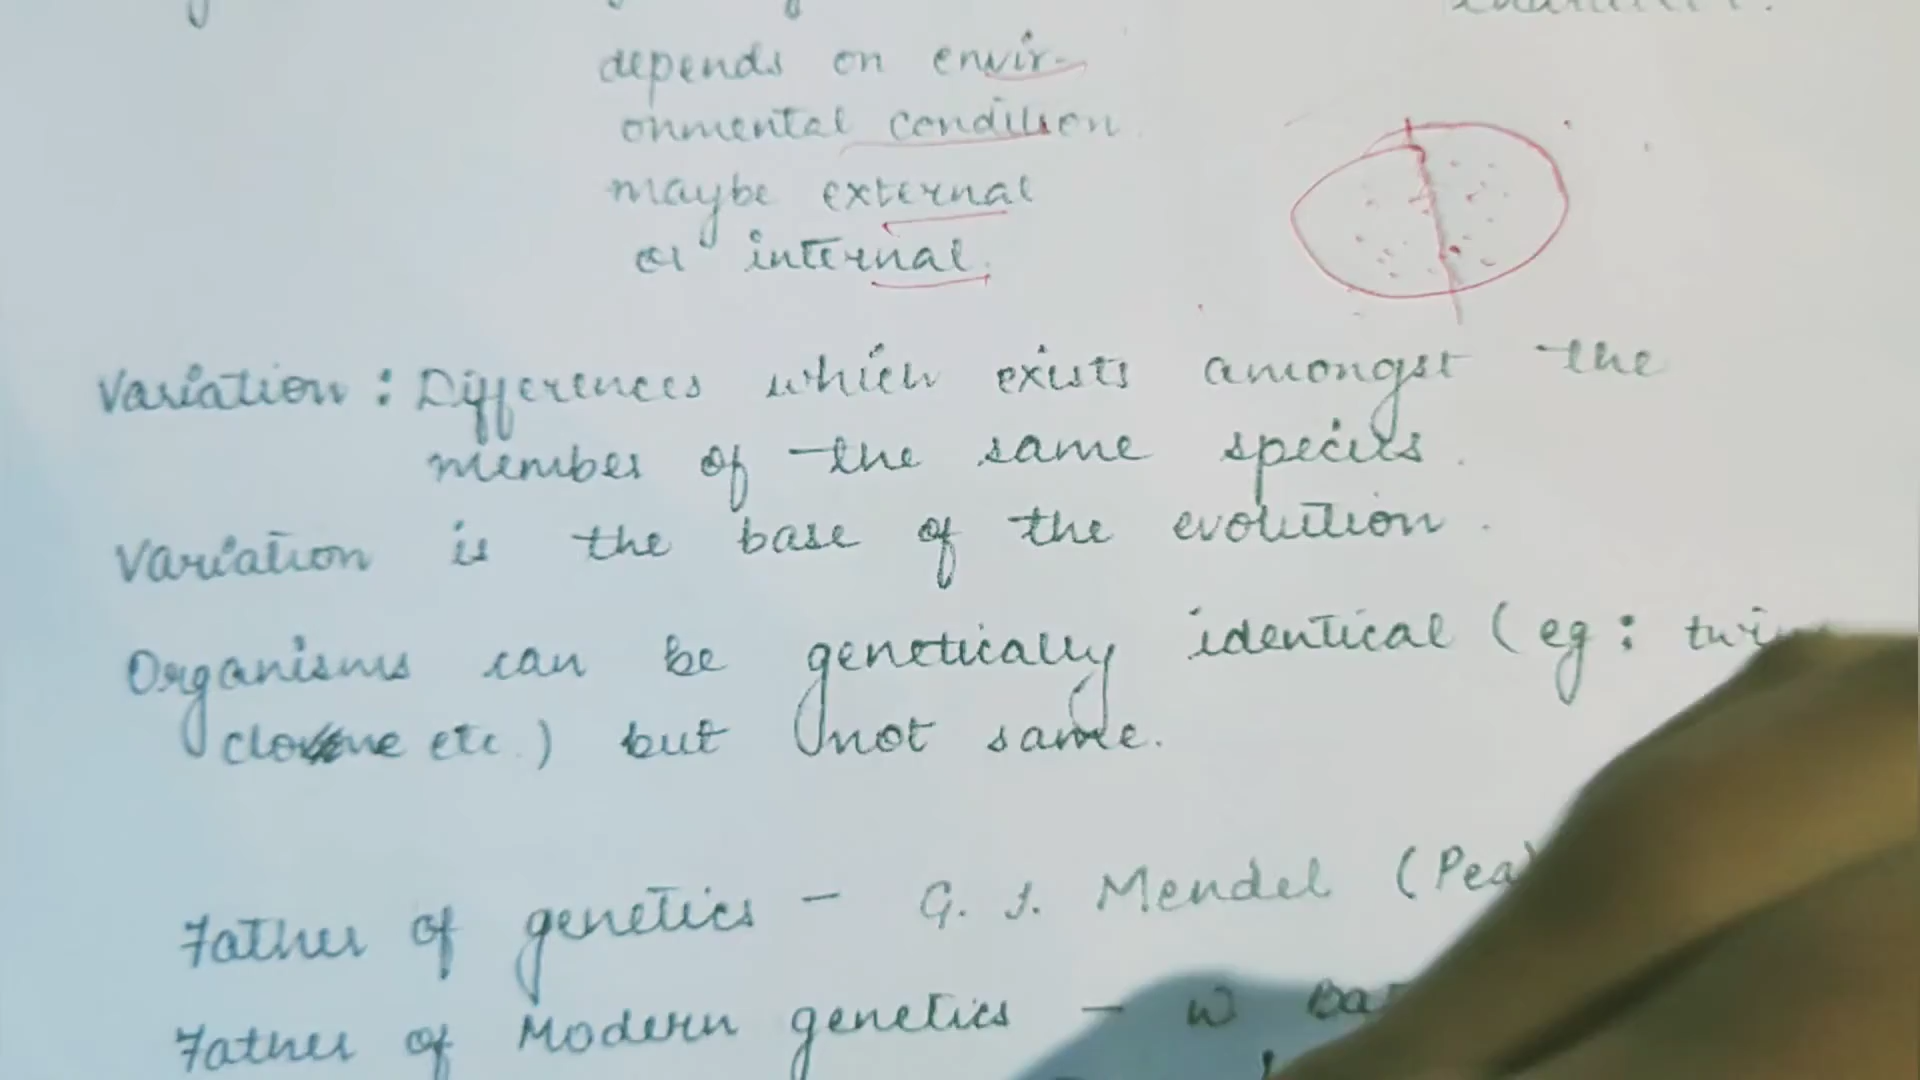 depends on envir-
onmental condition
maybe external
or internal.
Variation : Differences which exists amongst the
member of the same species.
Variation is the base of the evolution.
Organisms can be genetically identical (eg :
clone etc.) but not same.
Father of genetics - G. J. Mendel (Pea)
Father of Modern genetics - W